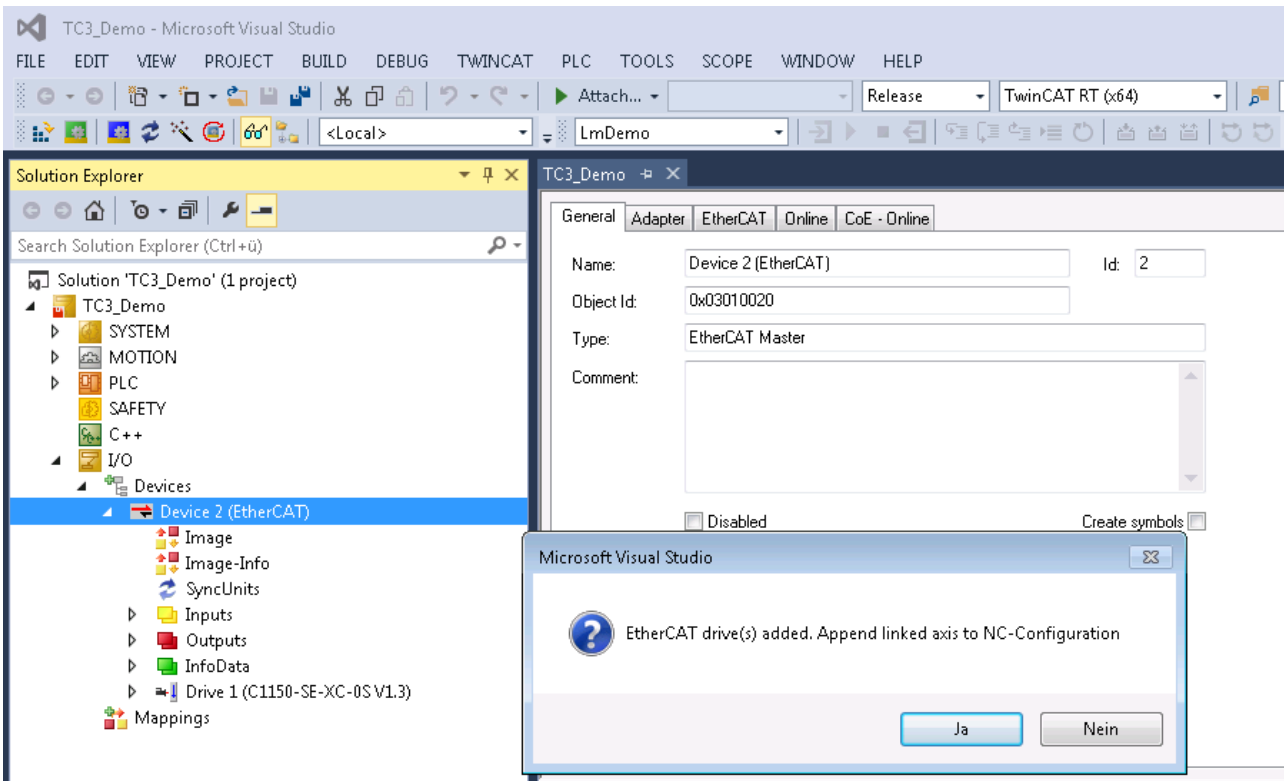 TC3_Demo - Microsoft Visual Studio
FILE EDIT VIEW PROJECT BUILD DEBUG TWINCAT PLC TOOLS SCOPE WINDOW HELP
Attach... Release TwinCAT RT (x64)
<Local> LmDemo
Solution Explorer
Search Solution Explorer (Ctrl+ü)
Solution 'TC3_Demo' (1 project)
TC3_Demo
SYSTEM
MOTION
PLC
SAFETY
C++
I/O
Devices
Device 2 (EtherCAT)
Image
Image-Info
SyncUnits
Inputs
Outputs
InfoData
Drive 1 (C1150-SE-XC-0S V1.3)
Mappings
TC3_Demo
General Adapter EtherCAT Online CoE - Online
Name: Device 2 (EtherCAT) Id: 2
Object Id: 0x03010020
Type: EtherCAT Master
Comment:
Disabled Create symbols
Microsoft Visual Studio
EtherCAT drive(s) added. Append linked axis to NC-Configuration
Ja Nein